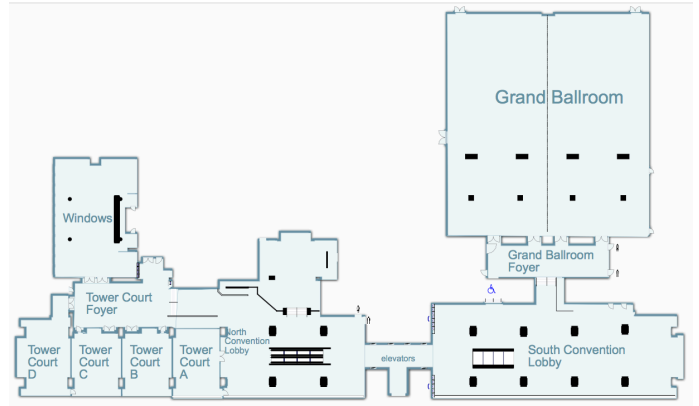 Grand Ballroom
Windows
Grand Ballroom
Foyer
Tower Court
Foyer
North
Convention
Lobby
Tower
Court
D
Tower
Court
C
Tower
Court
B
Tower
Court
A
elevators
South Convention
Lobby